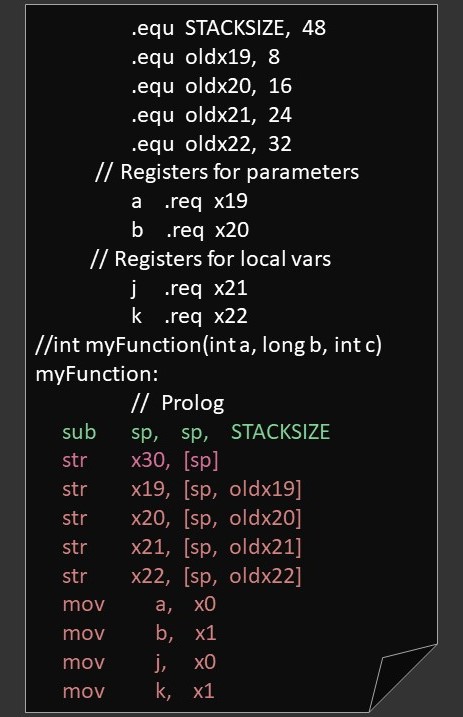 .equ STACKSIZE, 48
.equ oldx19, 8
.equ oldx20, 16
.equ oldx21, 24
.equ oldx22, 32
// Registers for parameters
a .req x19
b .req x20
// Registers for local vars
j .req x21
k .req x22
//int myFunction(int a, long b, int c)
myFunction:
// Prolog
sub sp, sp, STACKSIZE
str x30, [sp]
str x19, [sp, oldx19]
str x20, [sp, oldx20]
str x21, [sp, oldx21]
str x22, [sp, oldx22]
mov a, x0
mov b, x1
mov j, x0
mov k, x1